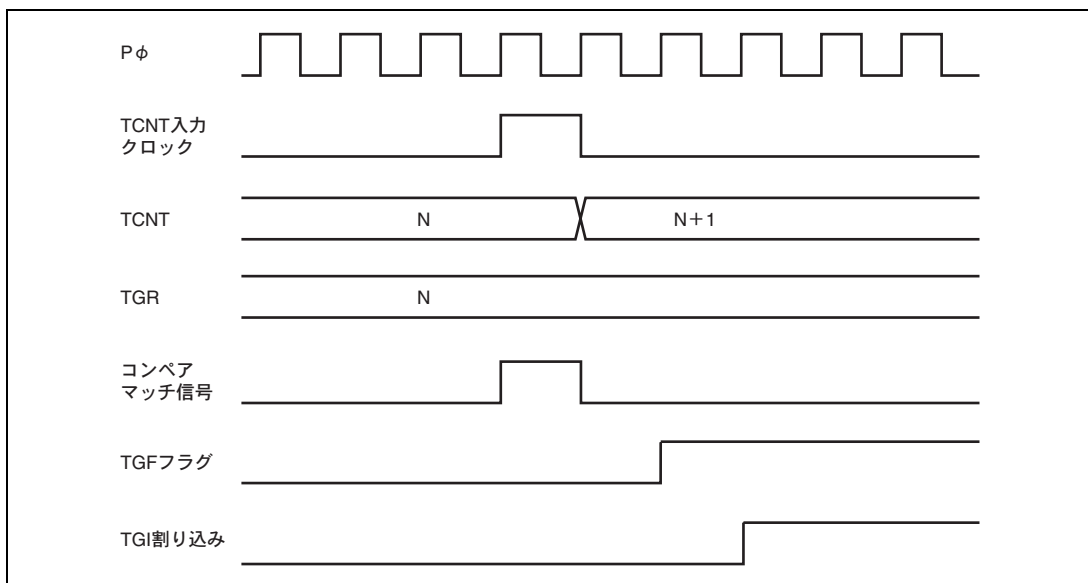 Pφ
TCNT入力
クロック
TCNT
N
N+1
TGR
N
コンペア
マッチ信号
TGFフラグ
TGI割り込み